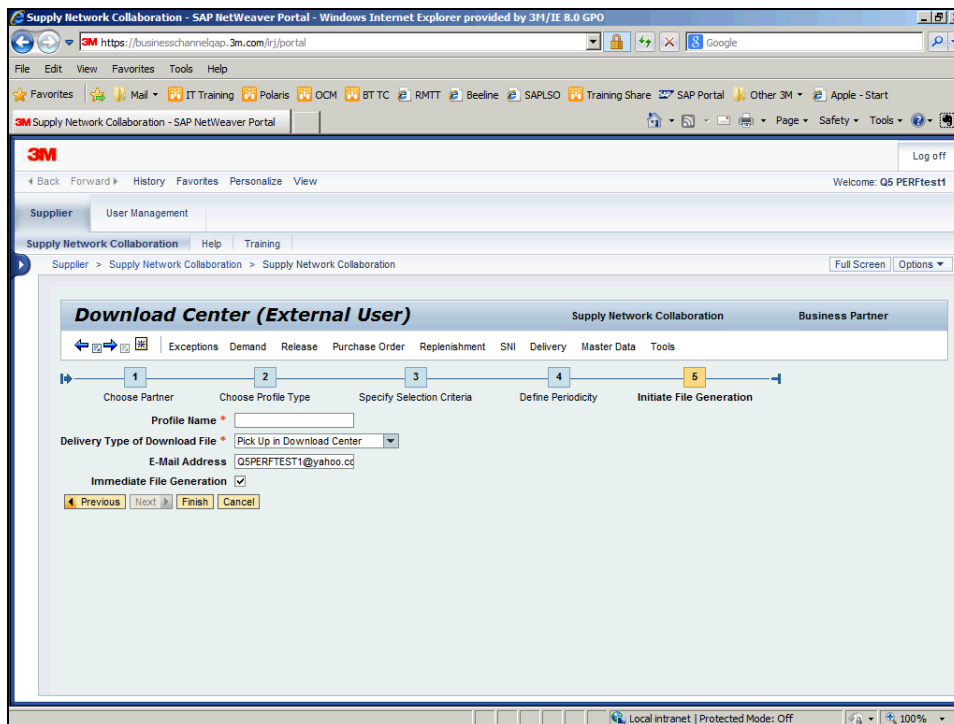 Supply Network Collaboration - SAP NetWeaver Portal - Windows Internet Explorer provided by 3M/IE 8.0 GPO
3M https://businesschannelqap.3m.com/irj/portal
Google
File Edit View Favorites Tools Help
Favorites Mail IT Training Polaris OCM BT TC RMTT Beeline SAPLSO Training Share SAP Portal Other 3M Apple - Start
3M Supply Network Collaboration - SAP NetWeaver Portal
Page Safety Tools
3M
Log off
Back Forward History Favorites Personalize View
Welcome: Q5 PERFtest1
Supplier User Management
Supply Network Collaboration Help Training
Supplier > Supply Network Collaboration > Supply Network Collaboration
Full Screen Options
Download Center (External User)
Supply Network Collaboration Business Partner
Exceptions Demand Release Purchase Order Replenishment SNI Delivery Master Data Tools
1 2 3 4 5
Choose Partner Choose Profile Type Specify Selection Criteria Define Periodicity Initiate File Generation
Profile Name *
Delivery Type of Download File * Pick Up in Download Center
E-Mail Address Q5PERFTEST1@yahoo.cc
Immediate File Generation
Previous Next Finish Cancel
Local intranet | Protected Mode: Off
100%